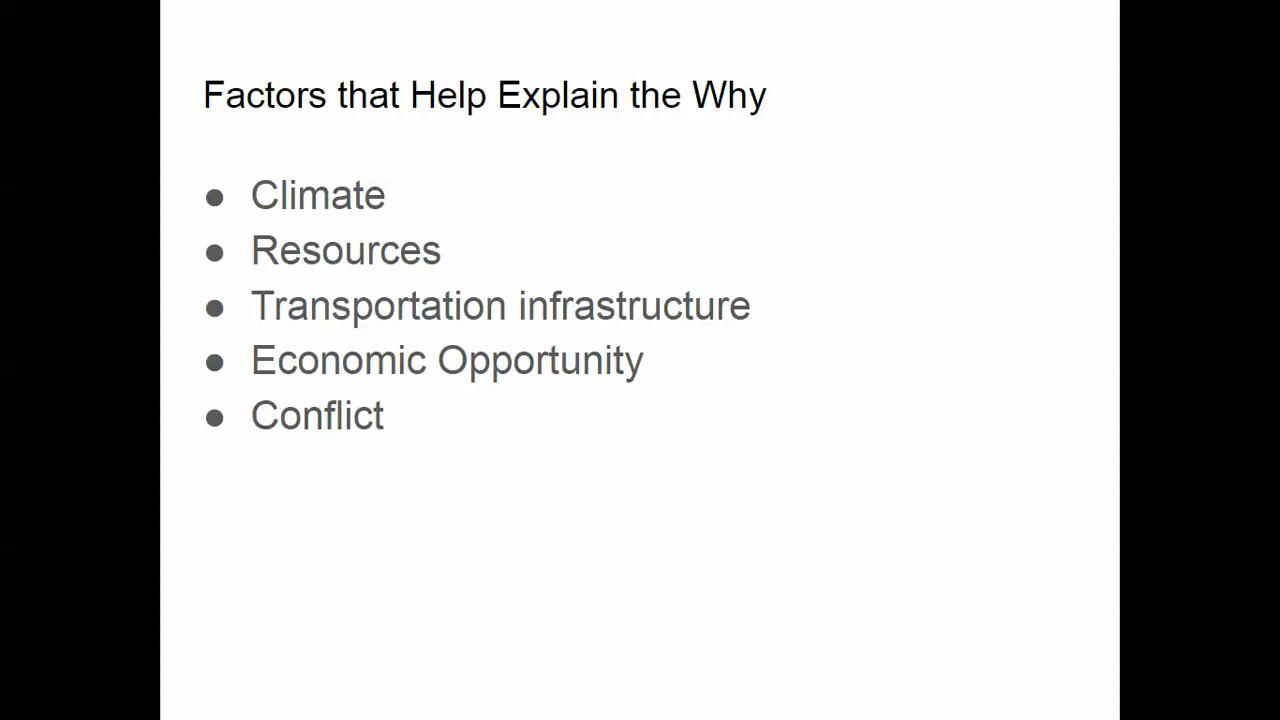 Factors that Help Explain the Why
● Climate
● Resources
● Transportation infrastructure
● Economic Opportunity
● Conflict